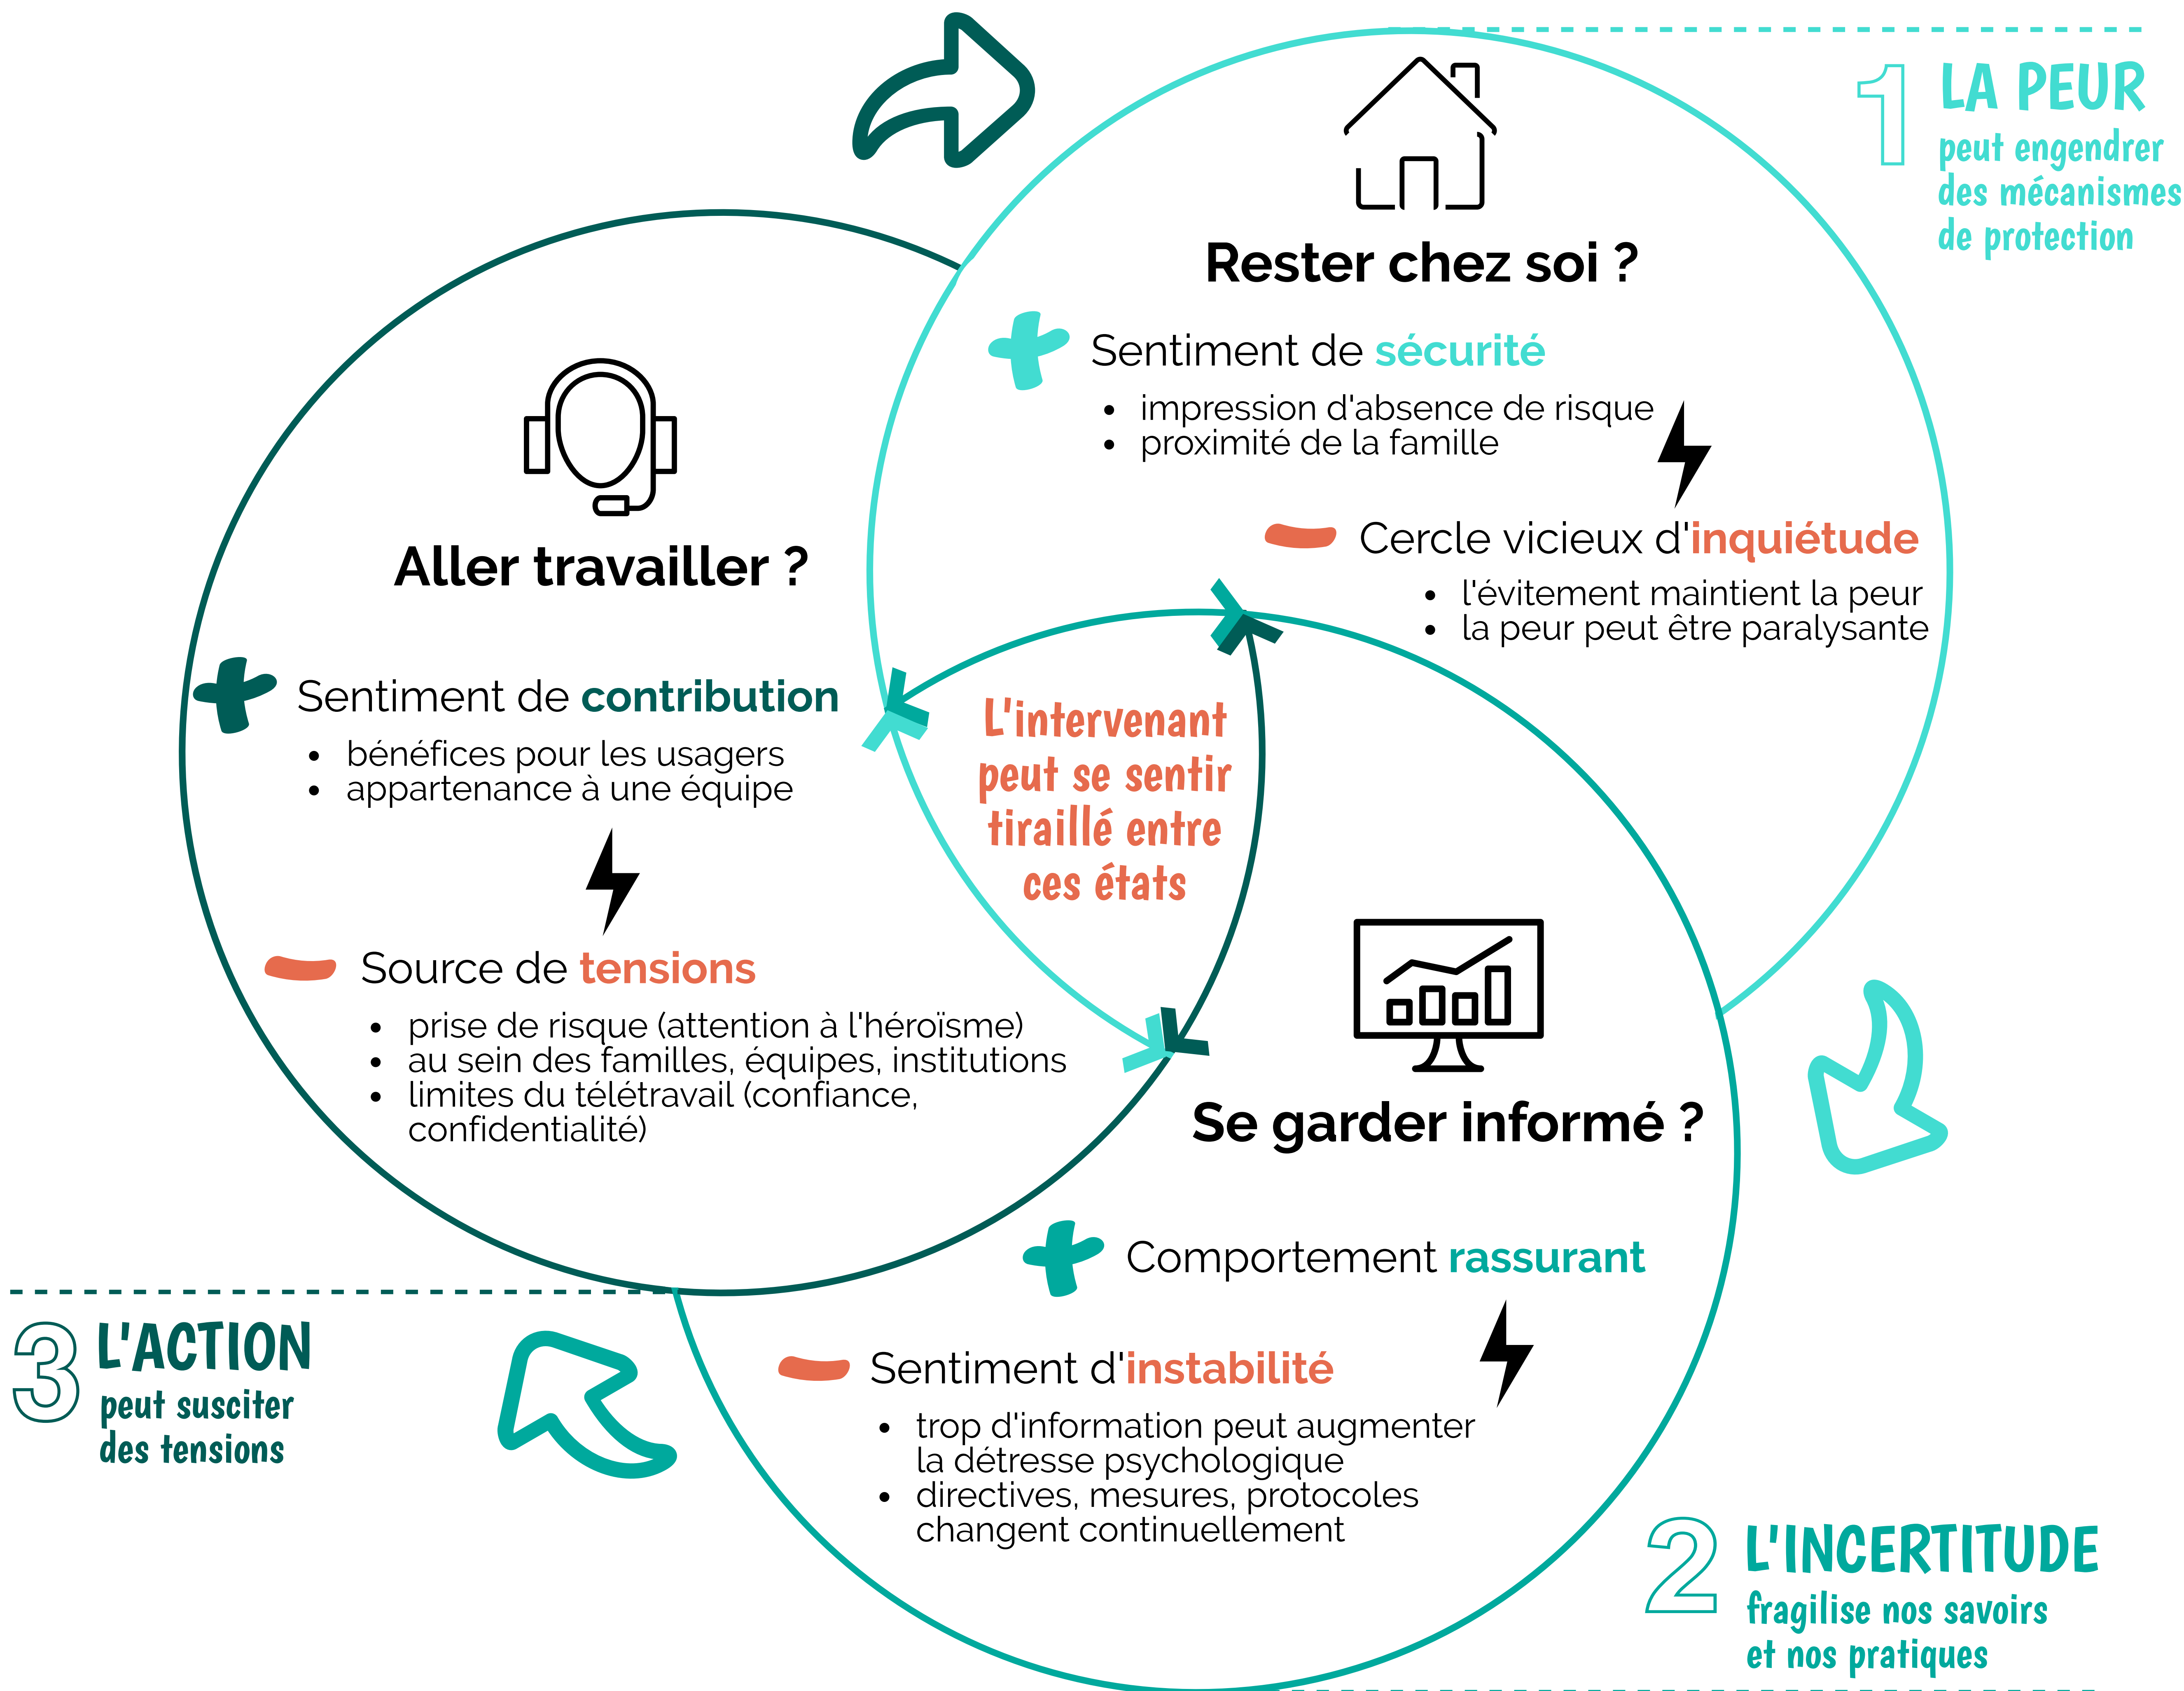 1
LA PEUR
peut engendrer
des mécanismes
de protection
Rester chez soi ?
Sentiment de sécurité
• impression d'absence de risque
• proximité de la famille
Cercle vicieux d'inquiétude
• l'évitement maintient la peur
• la peur peut être paralysante
Aller travailler ?
Sentiment de contribution
• bénéfices pour les usagers
• appartenance à une équipe
Source de tensions
• prise de risque (attention à l'héroïsme)
• au sein des familles, équipes, institutions
• limites du télétravail (confiance,
confidentialité)
L'intervenant
peut se sentir
tiraillé entre
ces états
Se garder informé ?
Comportement rassurant
Sentiment d'instabilité
• trop d'information peut augmenter
la détresse psychologique
• directives, mesures, protocoles
changent continuellement
2
L'INCERTITUDE
fragilise nos savoirs
et nos pratiques
3
L'ACTION
peut susciter
des tensions